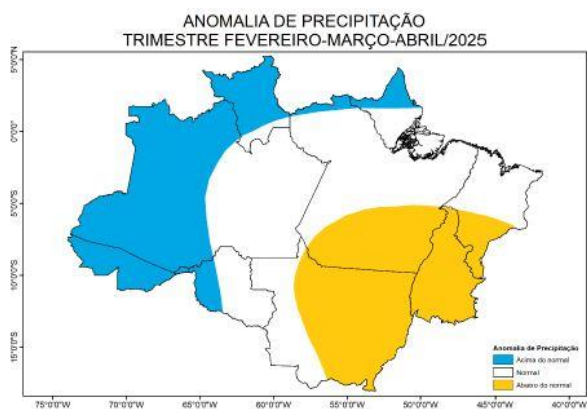 ANOMALIA DE PRECIPITAÇÃO
TRIMESTRE FEVEREIRO-MARÇO-ABRIL/2025
5°0'0"N
0°0'0"
5°0'0"S
10°0'0"S
15°0'0"S
Anomalia de Precipitação
Acima do normal
Normal
Abaixo do normal
75°0'0"W 70°0'0"W 65°0'0"W 60°0'0"W 55°0'0"W 50°0'0"W 45°0'0"W 40°0'0"W